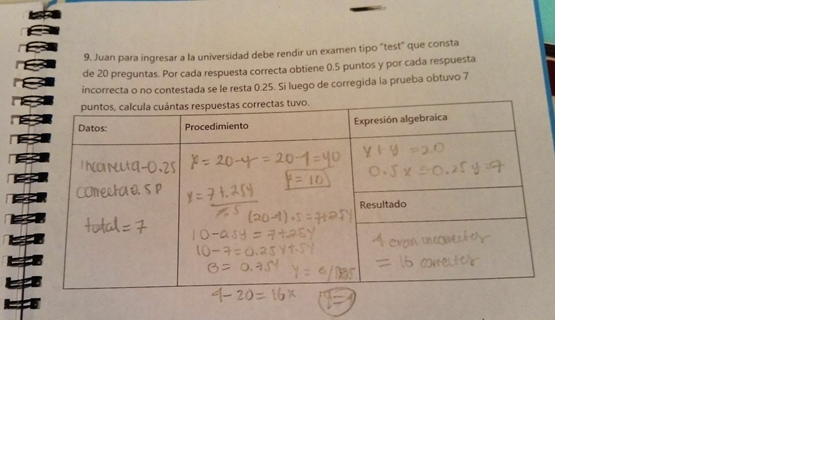 9. Juan para ingresar a la universidad debe rendir un examen tipo "test" que consta
de 20 preguntas. Por cada respuesta correcta obtiene 0.5 puntos y por cada respuesta
incorrecta o no contestada se le resta 0.25. Si luego de corregida la prueba obtuvo 7
puntos, calcula cuántas respuestas correctas tuvo.
Datos:
Procedimiento
Expresión algebraica
Incorrecta-0.25
correcta 0.5 P
total = 7
x = 20-y = 20-1=40
y = 10
x = 7+.25y
.5
(20-4).5=7+25y
10-0.5y = 7+.25y
10-7=0.25y+.5y
3= 0.75y
4-20=16x
x+y =20
0.5x=0.25y=7
Resultado
4 eran incorrectas
= 16 correctas